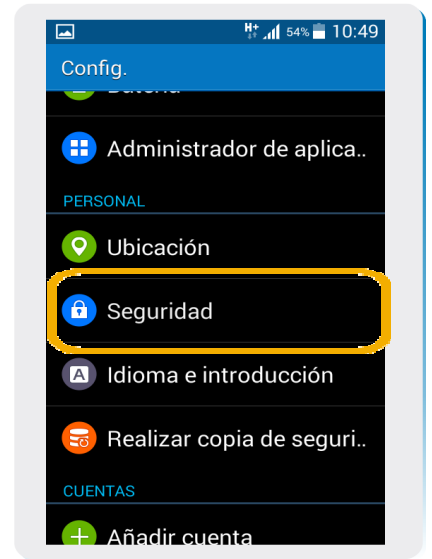 H+ 54% 10:49
Config.
Batería
Administrador de aplica..
PERSONAL
Ubicación
Seguridad
A Idioma e introducción
Realizar copia de seguri..
CUENTAS
Añadir cuenta